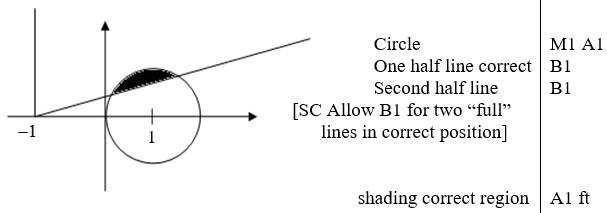 Circle M1 A1
One half line correct B1
Second half line B1
[SC Allow B1 for two “full”
lines in correct position]
–1
1
shading correct region A1 ft